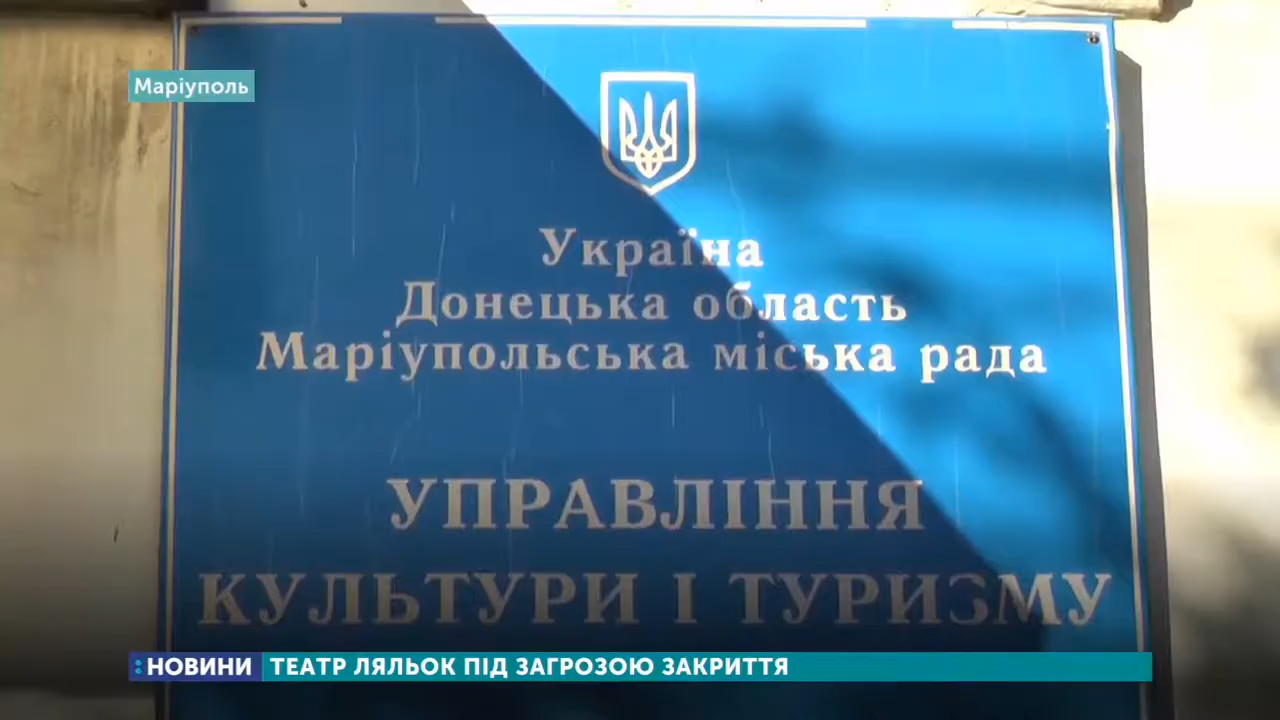 Маріуполь
Україна
Донецька область
Маріупольська міська рада
УПРАВЛІННЯ
КУЛЬТУРИ І ТУРИЗМУ
:НОВИНИ ТЕАТР ЛЯЛЬОК ПІД ЗАГРОЗОЮ ЗАКРИТТЯ